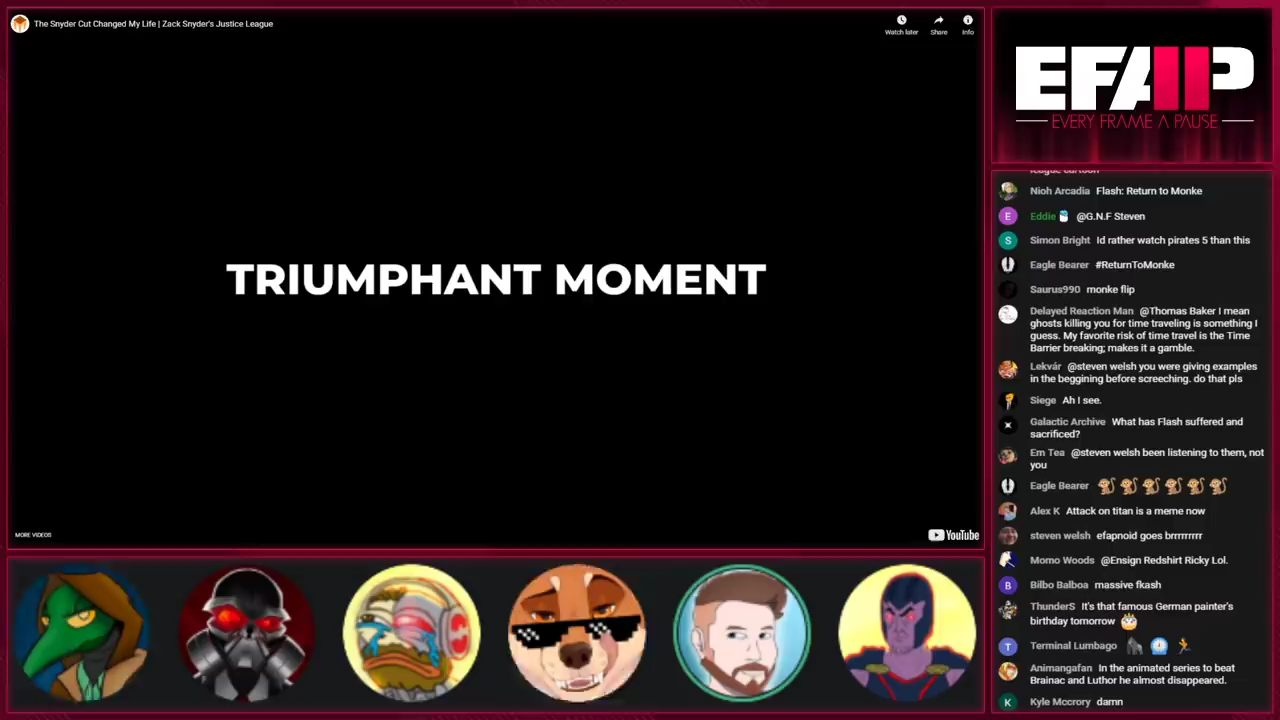 The Snyder Cut Changed My Life | Zack Snyder's Justice League
Watch later
Share
Info
TRIUMPHANT MOMENT
MORE VIDEOS
YouTube
EFAP
EVERY FRAME A PAUSE
league cartoon
Nioh Arcadia Flash: Return to Monke
E Eddie @G.N.F Steven
S Simon Bright Id rather watch pirates 5 than this
Eagle Bearer #ReturnToMonke
Saurus990 monke flip
Delayed Reaction Man @Thomas Baker I mean
ghosts killing you for time traveling is something I
guess. My favorite risk of time travel is the Time
Barrier breaking; makes it a gamble.
Lekvár @steven welsh you were giving examples
in the beggining before screeching. do that pls
Siege Ah I see.
Galactic Archive What has Flash suffered and
sacrificed?
Em Tea @steven welsh been listening to them, not
you
Eagle Bearer 🐒🐒🐒🐒🐒🐒
Alex K Attack on titan is a meme now
steven welsh efapnoid goes brrrrrrrrr
Momo Woods @Ensign Redshirt Ricky Lol.
B Bilbo Balboa massive fkash
ThunderS It's that famous German painter's
birthday tomorrow 🎂
T Terminal Lumbago 🦍 🕛 🏃
Animangafan In the animated series to beat
Brainac and Luthor he almost disappeared.
K Kyle Mccrory damn